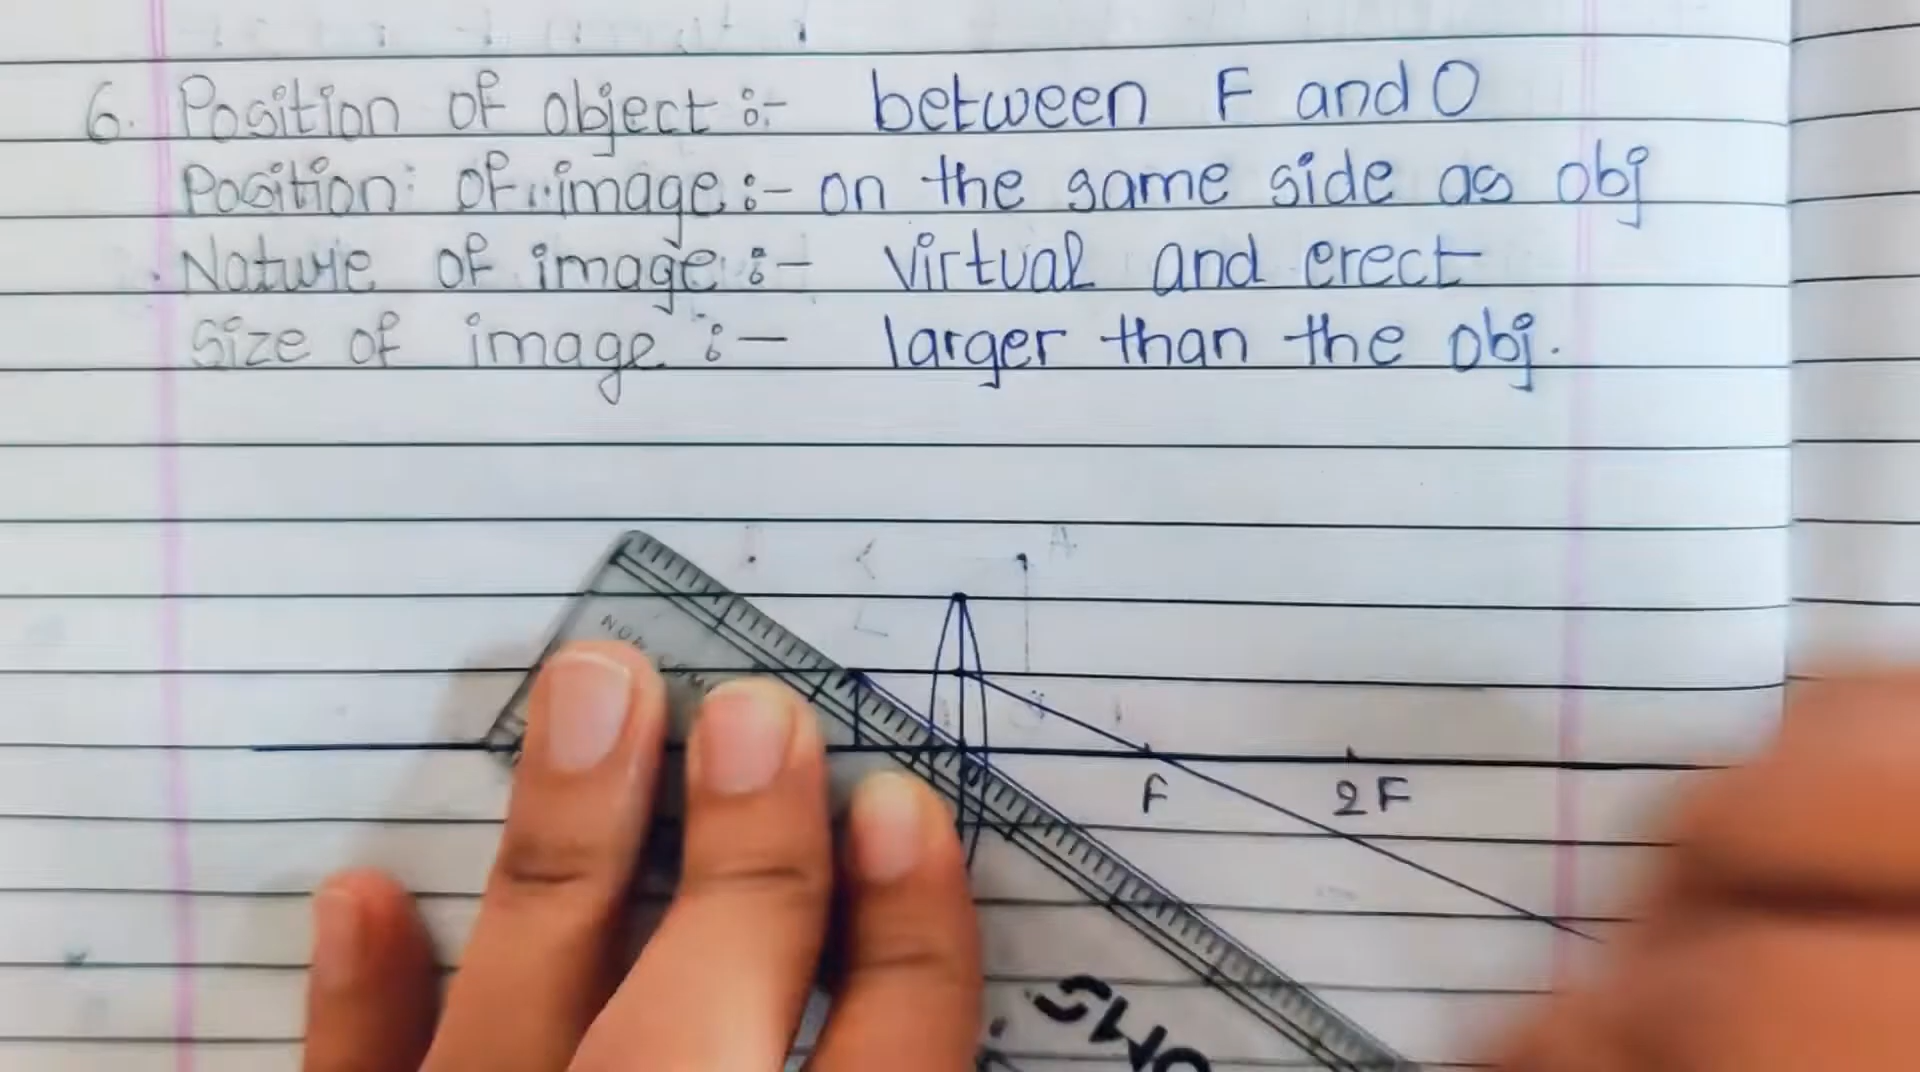 6. Position of object :- between F and O
Position of image :- on the same side as obj
Nature of image :- virtual and erect
Size of image :- larger than the obj.
F
2F